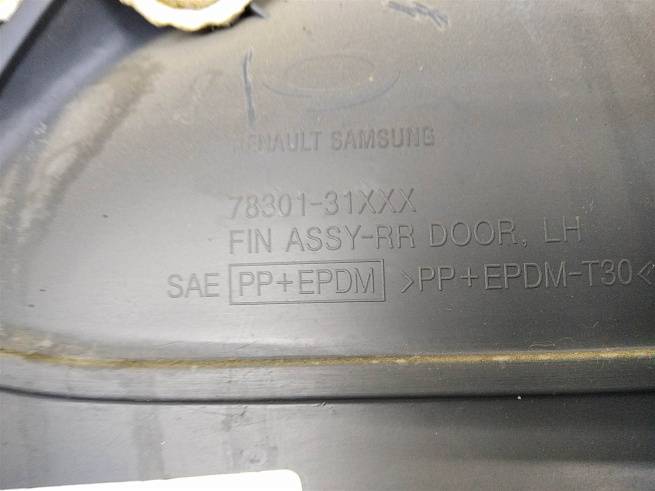 RENAULT SAMSUNG
78301-31XXX
FIN ASSY-RR DOOR, LH
SAE PP+EPDM >PP+EPDM-T30<